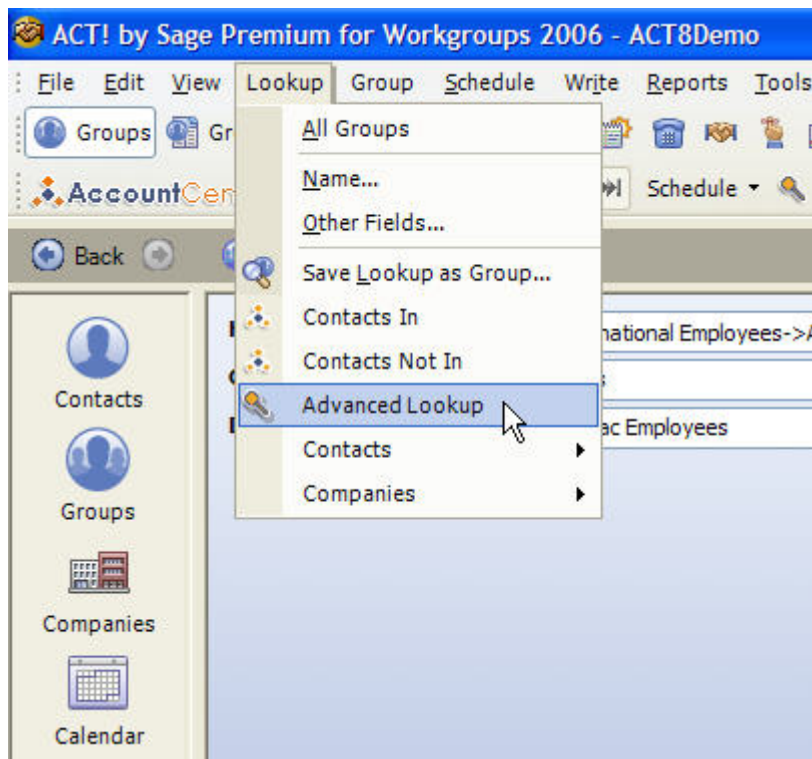 ACT! by Sage Premium for Workgroups 2006 - ACT8Demo
File Edit View Lookup Group Schedule Write Reports Tools
Groups Gr
All Groups
AccountCen
Name...
Schedule
Other Fields...
Back
Save Lookup as Group...
Contacts In
national Employees->A
Contacts Not In
Contacts
Advanced Lookup
ac Employees
Contacts
Companies
Groups
Companies
Calendar